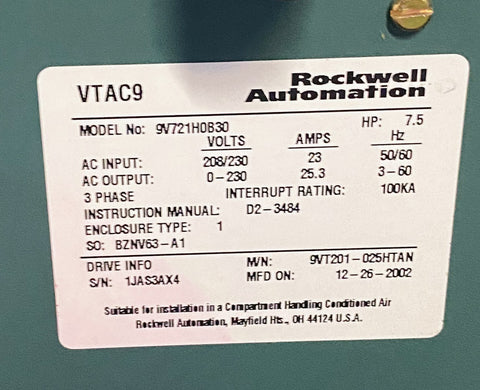 VTAC9
Rockwell
Automation
MODEL No: 9V721H0B30 HP: 7.5
VOLTS AMPS Hz
AC INPUT: 208/230 23 50/60
AC OUTPUT: 0-230 25.3 3-60
3 PHASE INTERRUPT RATING: 100KA
INSTRUCTION MANUAL: D2-3484
ENCLOSURE TYPE: 1
SO: BZNV63-A1
DRIVE INFO M/N: 9VT201-025HTAN
S/N: 1JAS3AX4 MFD ON: 12-26-2002
Suitable for installation in a Compartment Handling Conditioned Air
Rockwell Automation, Mayfield Hts., OH 44124 U.S.A.